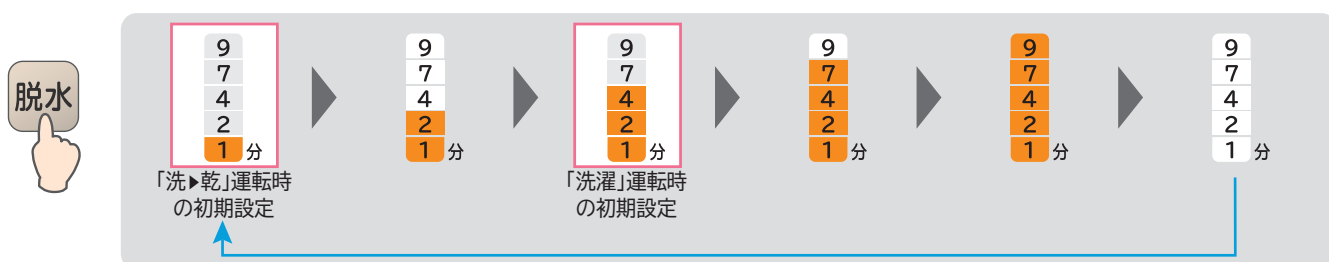 脱水
9 9 9 9 9 9
7 7 7 7 7 7
4 4 4 4 4 4
2 2 2 2 2 2
1分 1分 1分 1分 1分 1分
「洗▶乾」運転時 「洗濯」運転時
の初期設定 の初期設定